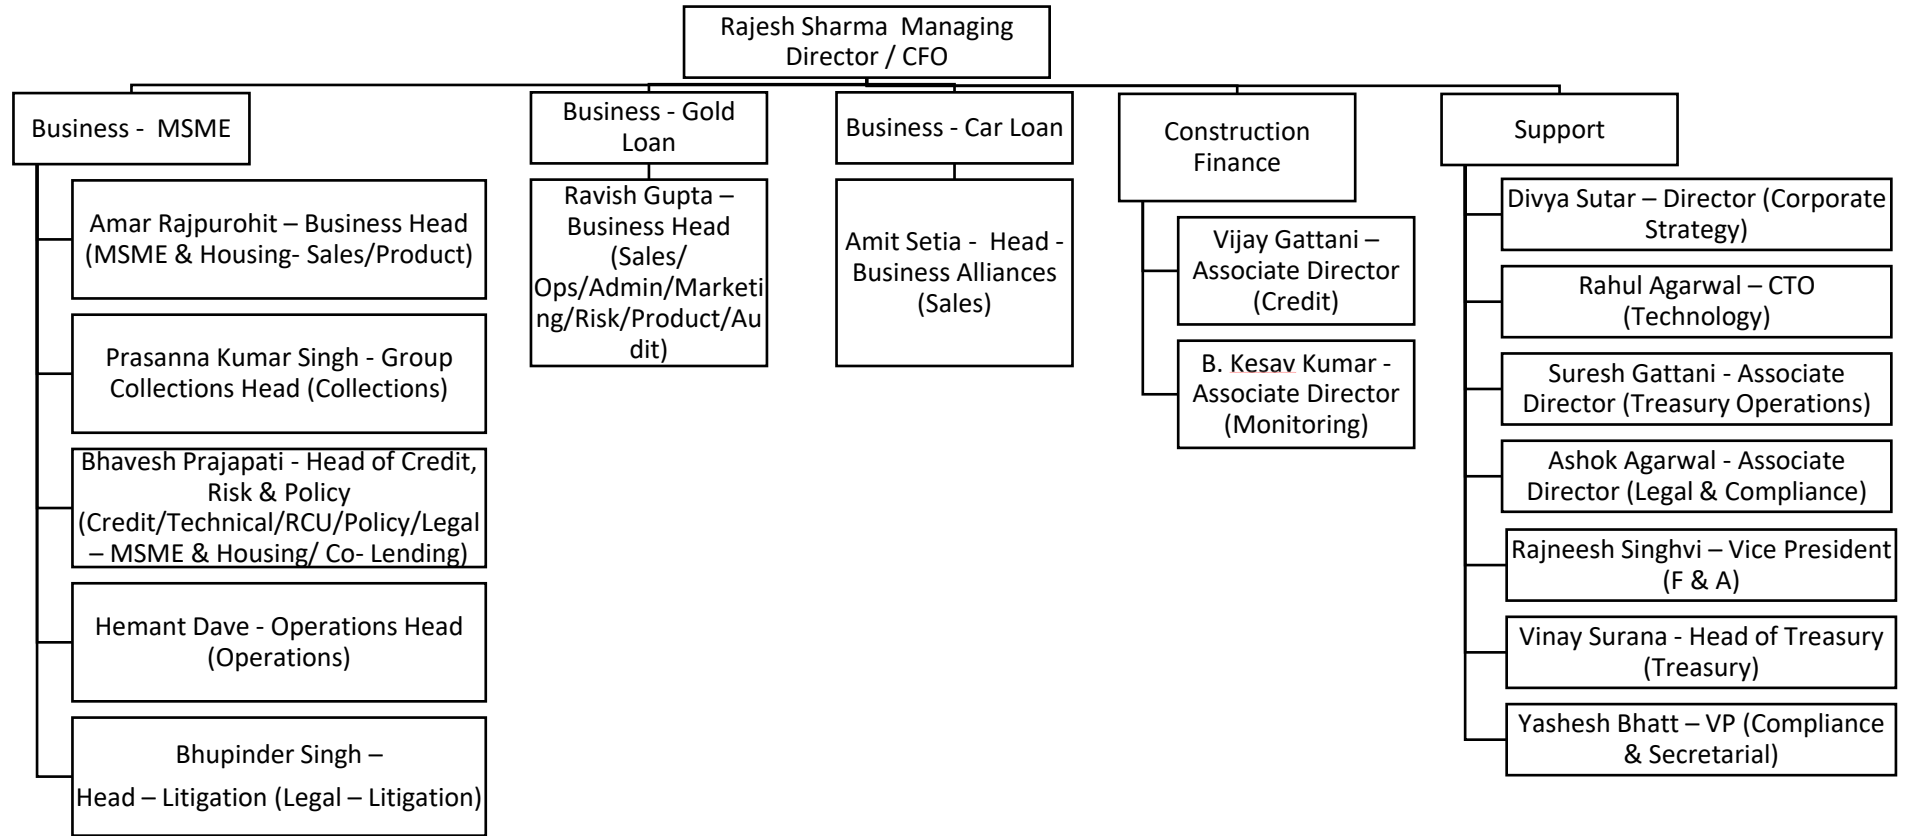 Rajesh Sharma  Managing
Director / CFO
Business -  MSME
Amar Rajpurohit – Business Head
(MSME & Housing- Sales/Product)
Prasanna Kumar Singh - Group
Collections Head (Collections)
Bhavesh Prajapati - Head of Credit,
Risk & Policy
(Credit/Technical/RCU/Policy/Legal
– MSME & Housing/ Co- Lending)
Hemant Dave - Operations Head
(Operations)
Bhupinder Singh –
Head – Litigation (Legal – Litigation)
Business - Gold
Loan
Ravish Gupta –
Business Head
(Sales/
Ops/Admin/Marketi
ng/Risk/Product/Au
dit)
Business - Car Loan
Amit Setia -  Head -
Business Alliances
(Sales)
Construction
Finance
Vijay Gattani –
Associate Director
(Credit)
B. Kesav Kumar -
Associate Director
(Monitoring)
Support
Divya Sutar – Director (Corporate
Strategy)
Rahul Agarwal – CTO
(Technology)
Suresh Gattani - Associate
Director (Treasury Operations)
Ashok Agarwal - Associate
Director (Legal & Compliance)
Rajneesh Singhvi – Vice President
(F & A)
Vinay Surana - Head of Treasury
(Treasury)
Yashesh Bhatt – VP (Compliance
& Secretarial)